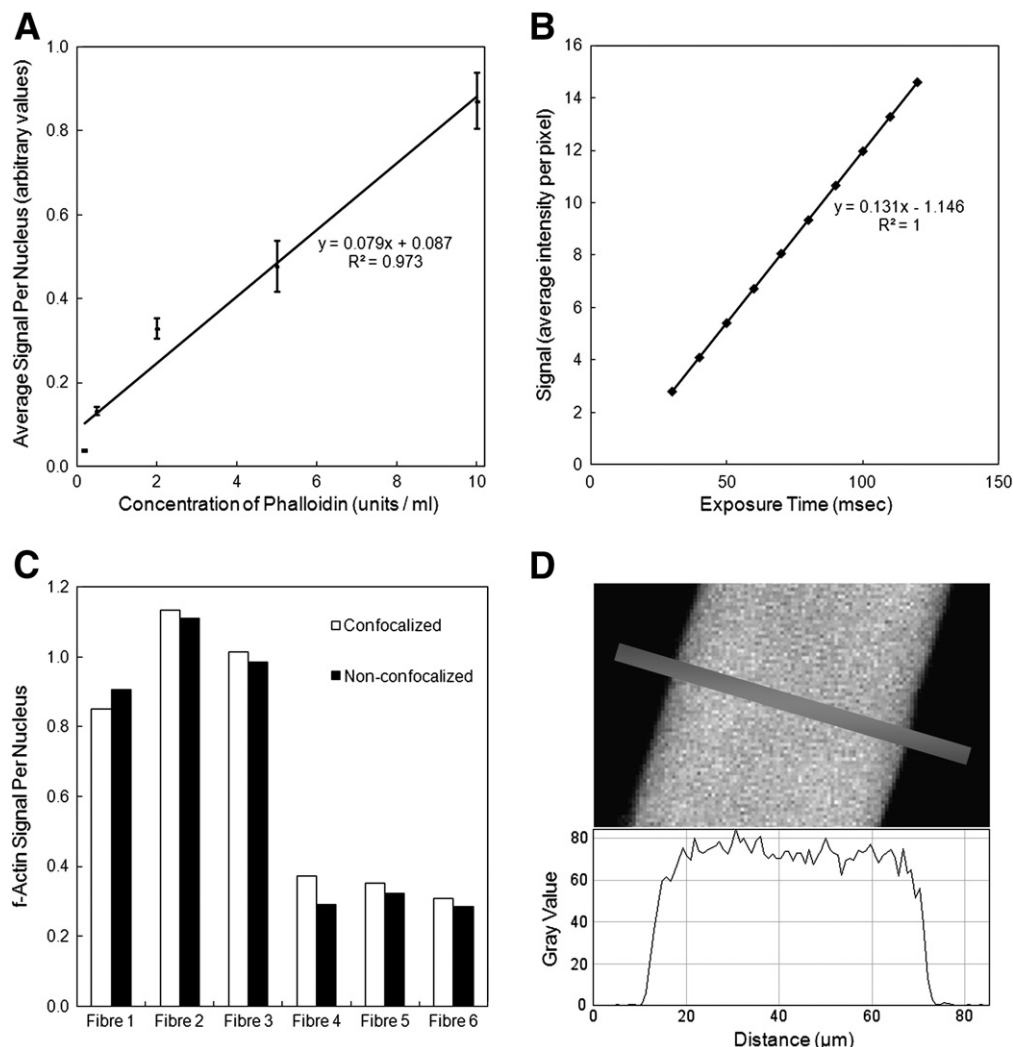 A
Average Signal Per Nucleus (arbitrary values)
1.0
0.8
0.6
0.4
0.2
0.0
y = 0.079x + 0.087
R² = 0.973
0 2 4 6 8 10
Concentration of Phalloidin (units / ml)
B
Signal (average intensity per pixel)
16
14
12
10
8
6
4
2
0
y = 0.131x - 1.146
R² = 1
0 50 100 150
Exposure Time (msec)
C
f-Actin Signal Per Nucleus
1.2
1.0
0.8
0.6
0.4
0.2
0.0
Confocalized
Non-confocalized
Fibre 1 Fibre 2 Fibre 3 Fibre 4 Fibre 5 Fibre 6
D
Gray Value
80
60
40
20
0
0 20 40 60 80
Distance (µm)